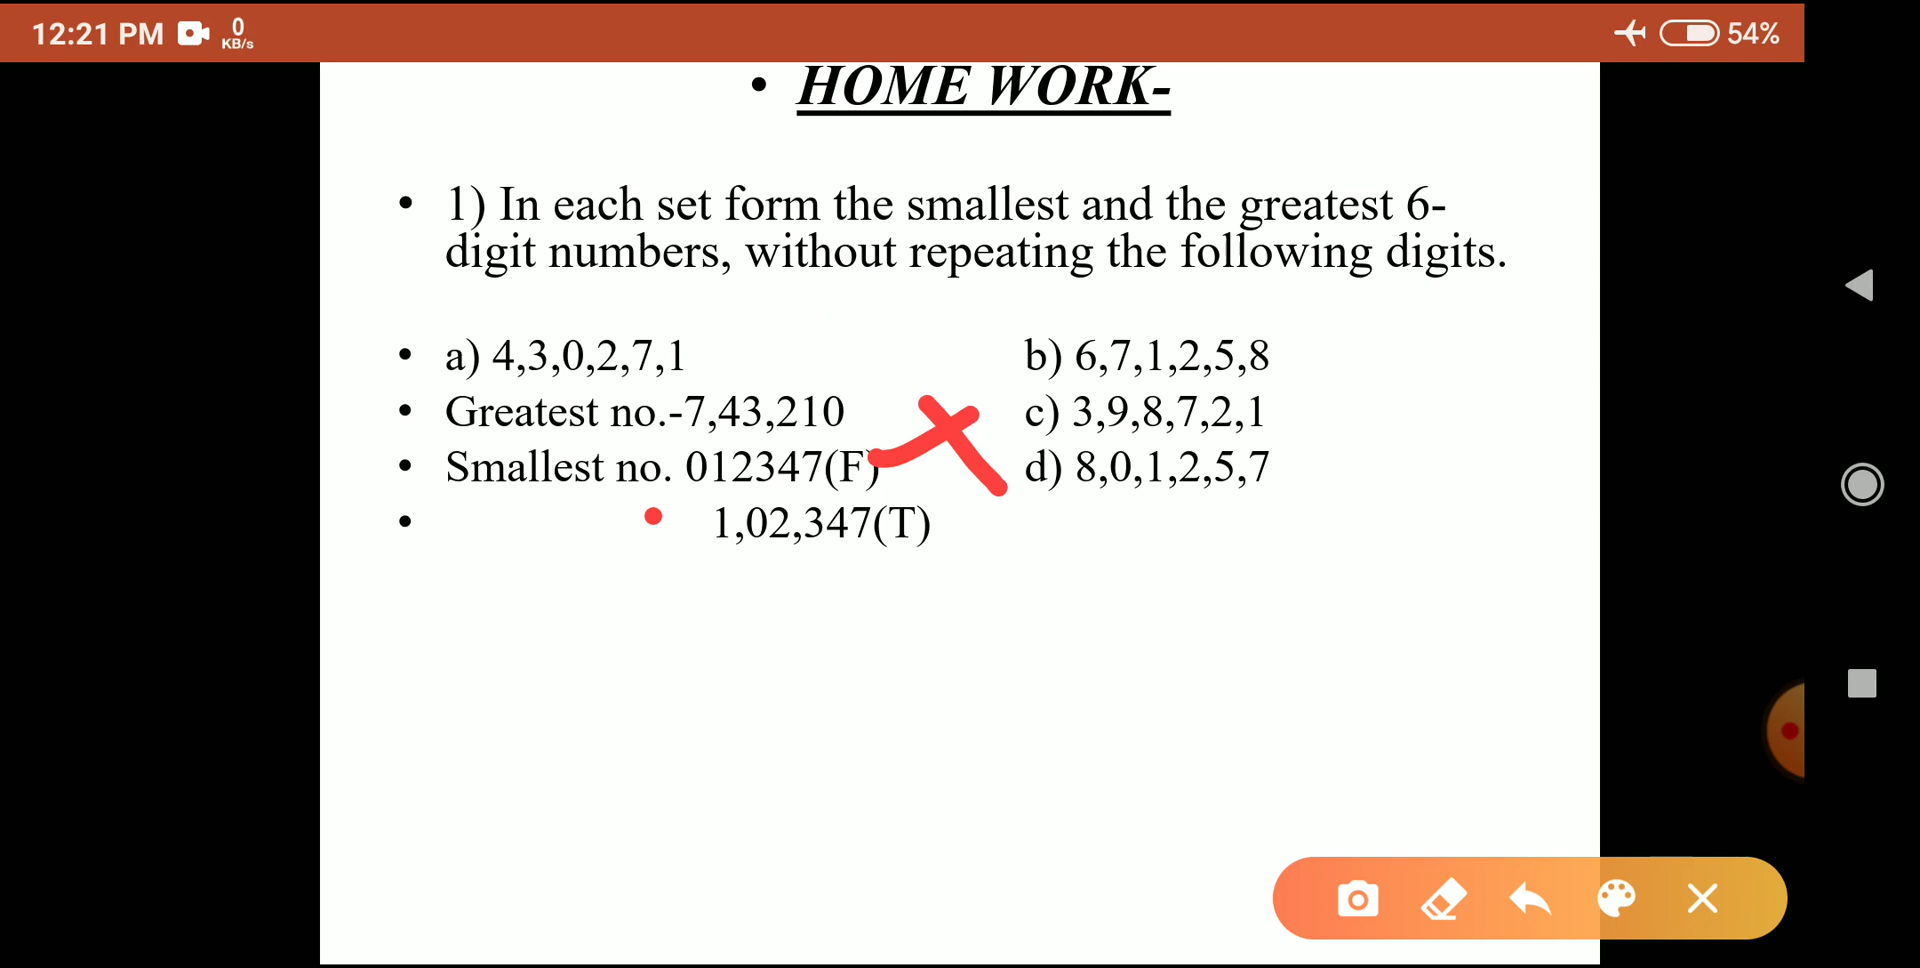 12:21 PM 0 KB/s 54%
• HOME WORK-
• 1) In each set form the smallest and the greatest 6-
digit numbers, without repeating the following digits.
• a) 4,3,0,2,7,1 b) 6,7,1,2,5,8
• Greatest no.-7,43,210 c) 3,9,8,7,2,1
• Smallest no. 012347(F) d) 8,0,1,2,5,7
• 1,02,347(T)